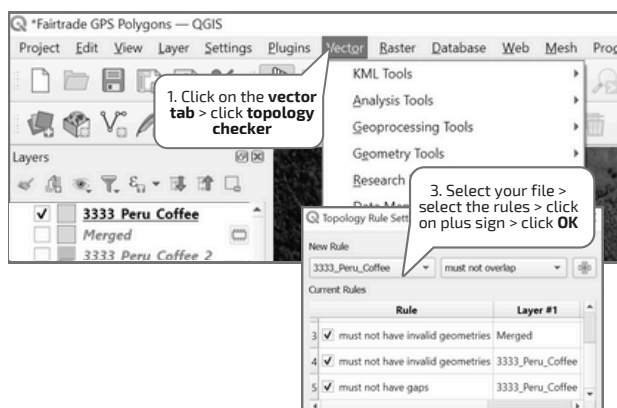 *Fairtrade GPS Polygons — QGIS
Project Edit View Layer Settings Plugins Vector Raster Database Web Mesh
1. Click on the vector
tab > click topology
checker
KML Tools
Analysis Tools
Geoprocessing Tools
Geometry Tools
Research
Layers
3333 Peru Coffee
Merged
3333 Peru Coffee 2
3. Select your file >
select the rules > click
on plus sign > click OK
Topology Rule Sett
New Rule
3333_Peru_Coffee must not overlap
Current Rules
Rule Layer #1
3 must not have invalid geometries Merged
4 must not have invalid geometries 3333_Peru_Coffee
5 must not have gaps 3333_Peru_Coffee